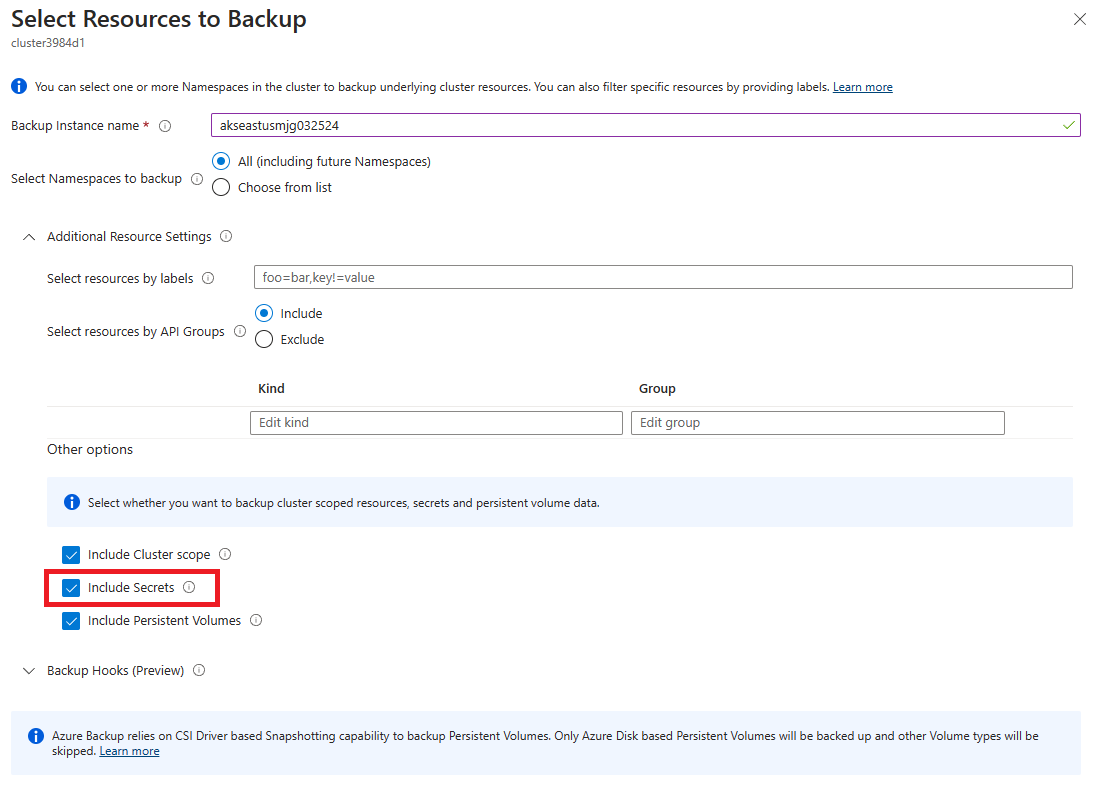 Select Resources to Backup
cluster3984d1
You can select one or more Namespaces in the cluster to backup underlying cluster resources. You can also filter specific resources by providing labels. Learn more
Backup Instance name *
akseastusmjg032524
Select Namespaces to backup
All (including future Namespaces)
Choose from list
Additional Resource Settings
Select resources by labels
foo=bar,key!=value
Select resources by API Groups
Include
Exclude
Kind Group
Edit kind Edit group
Other options
Select whether you want to backup cluster scoped resources, secrets and persistent volume data.
Include Cluster scope
Include Secrets
Include Persistent Volumes
Backup Hooks (Preview)
Azure Backup relies on CSI Driver based Snapshotting capability to backup Persistent Volumes. Only Azure Disk based Persistent Volumes will be backed up and other Volume types will be
skipped. Learn more